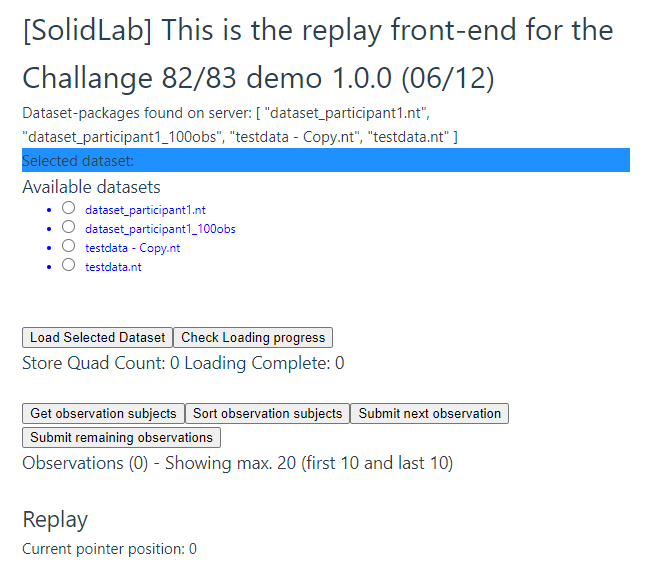 [SolidLab] This is the replay front-end for the
Challange 82/83 demo 1.0.0 (06/12)
Dataset-packages found on server: [ "dataset_participant1.nt",
"dataset_participant1_100obs", "testdata - Copy.nt", "testdata.nt" ]
Selected dataset:
Available datasets
dataset_participant1.nt
dataset_participant1_100obs
testdata - Copy.nt
testdata.nt
Load Selected Dataset Check Loading progress
Store Quad Count: 0 Loading Complete: 0
Get observation subjects Sort observation subjects Submit next observation
Submit remaining observations
Observations (0) - Showing max. 20 (first 10 and last 10)
Replay
Current pointer position: 0